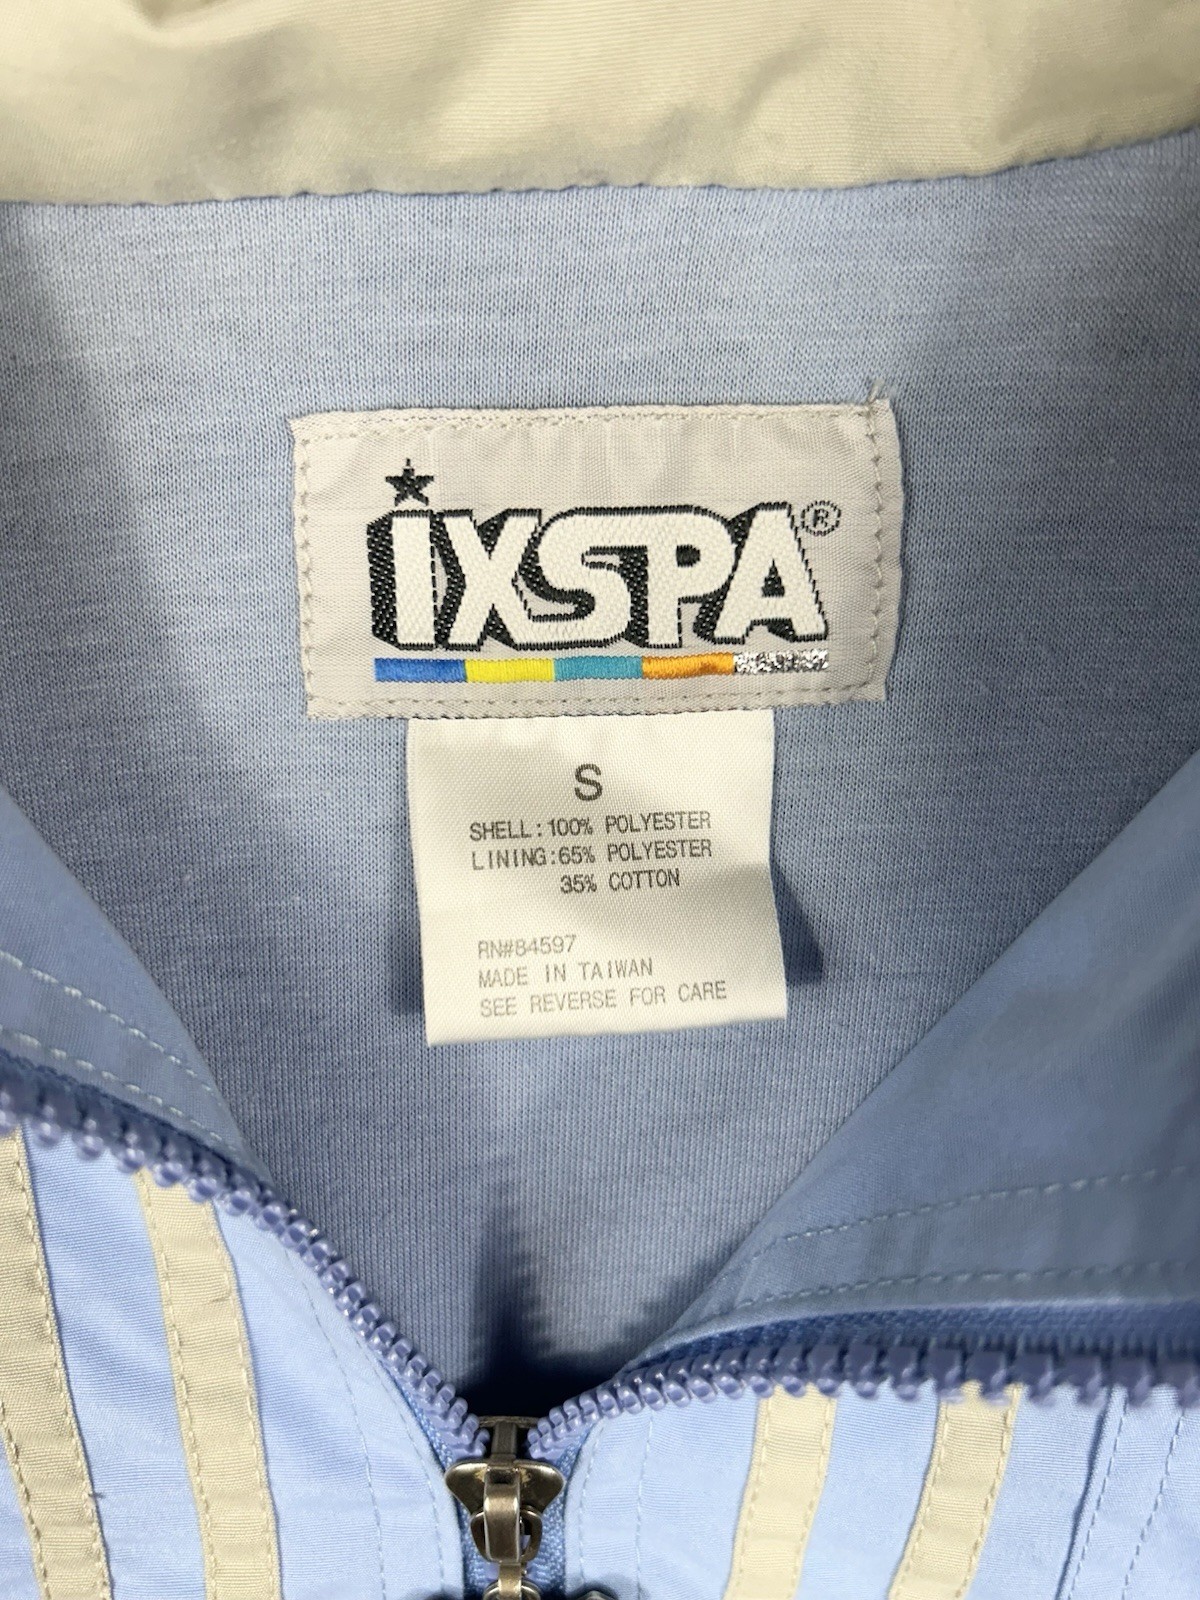 iXSPA®
S
SHELL:100% POLYESTER
LINING:65% POLYESTER
35% COTTON
RN#84597
MADE IN TAIWAN
SEE REVERSE FOR CARE